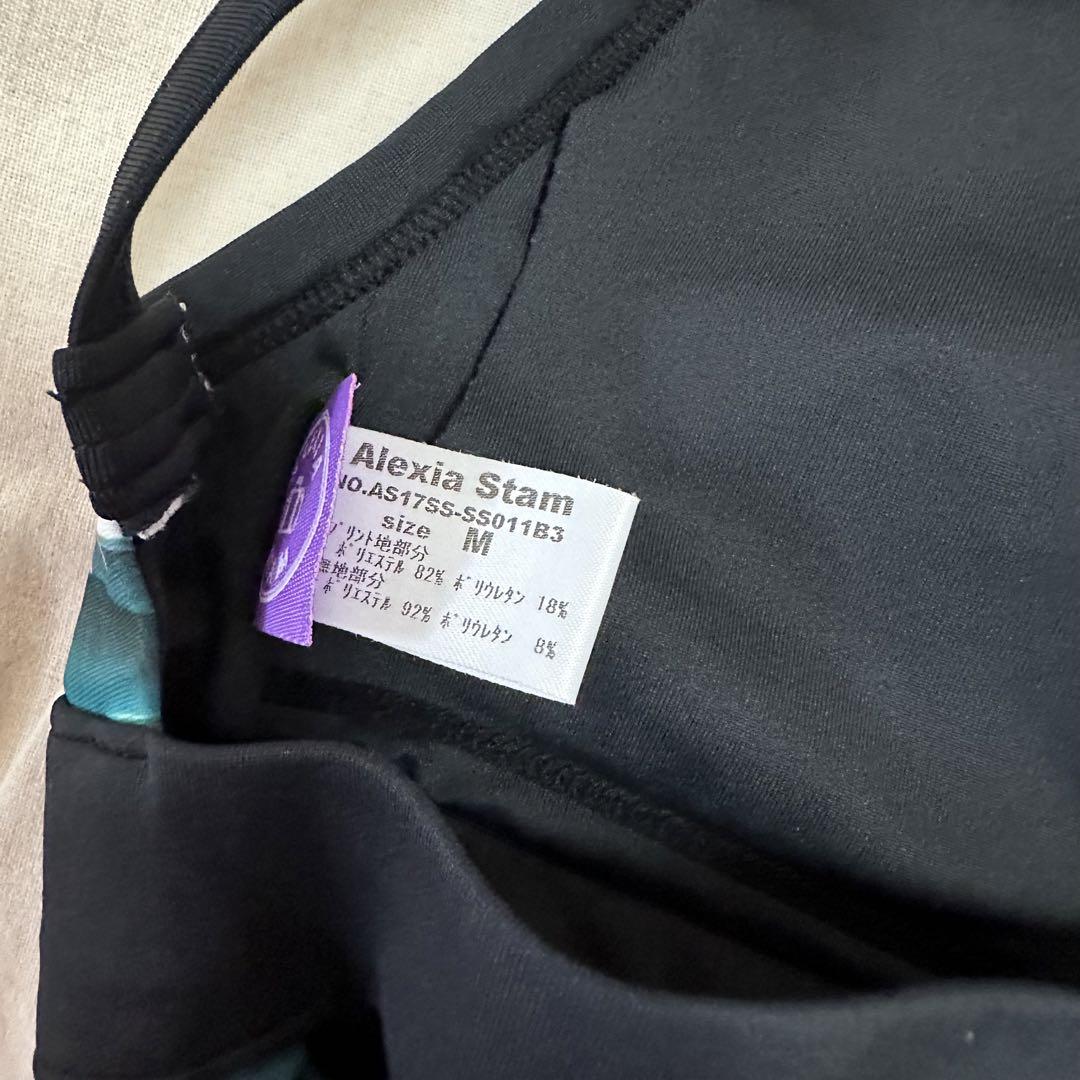 Alexia Stam
NO.AS17SS-SS011B3
size M
プリント地部分
ポリエステル 82% ポリウレタン 18%
無地部分
ポリエステル 92% ポリウレタン 8%